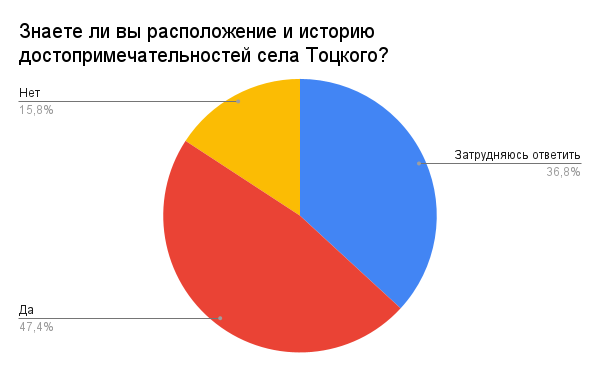 Знаете ли вы расположение и историю
достопримечательностей села Тоцкого?
Нет
15,8%
Затрудняюсь ответить
36,8%
Да
47,4%